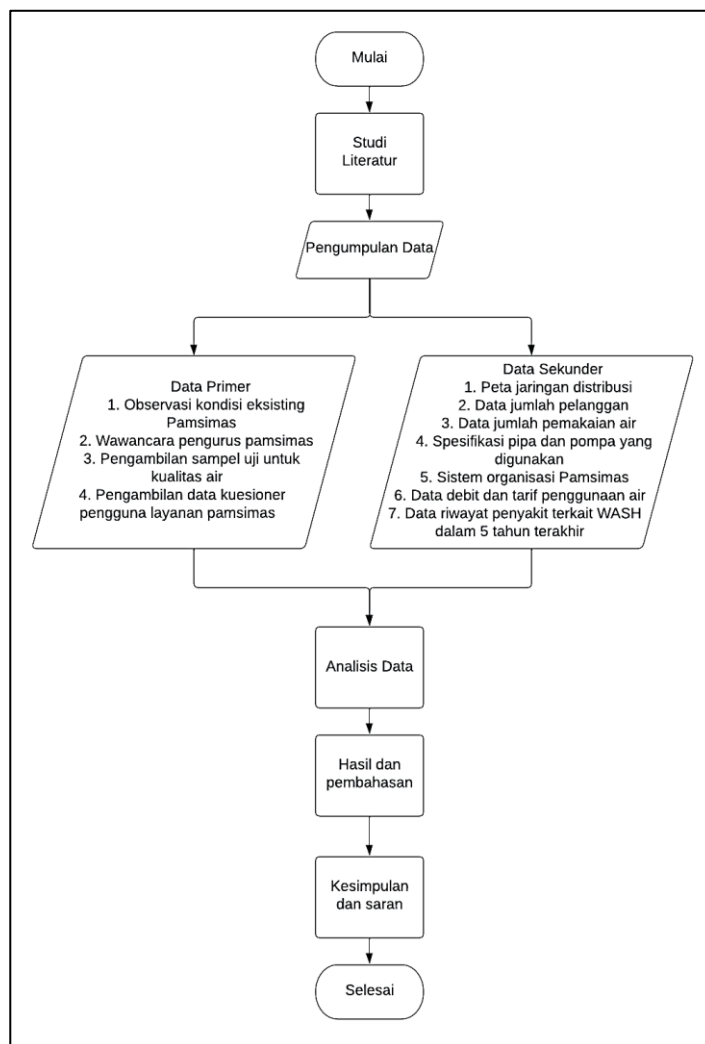 Mulai
Studi
Literatur
Pengumpulan Data
Data Primer
1. Observasi kondisi eksisting
Pamsimas
2. Wawancara pengurus pamsimas
3. Pengambilan sampel uji untuk
kualitas air
4. Pengambilan data kuesioner
pengguna layanan pamsimas
Data Sekunder
1. Peta jaringan distribusi
2. Data jumlah pelanggan
3. Data jumlah pemakaian air
4. Spesifikasi pipa dan pompa yang
digunakan
5. Sistem organisasi Pamsimas
6. Data debit dan tarif penggunaan air
7. Data riwayat penyakit terkait WASH
dalam 5 tahun terakhir
Analisis Data
Hasil dan
pembahasan
Kesimpulan
dan saran
Selesai